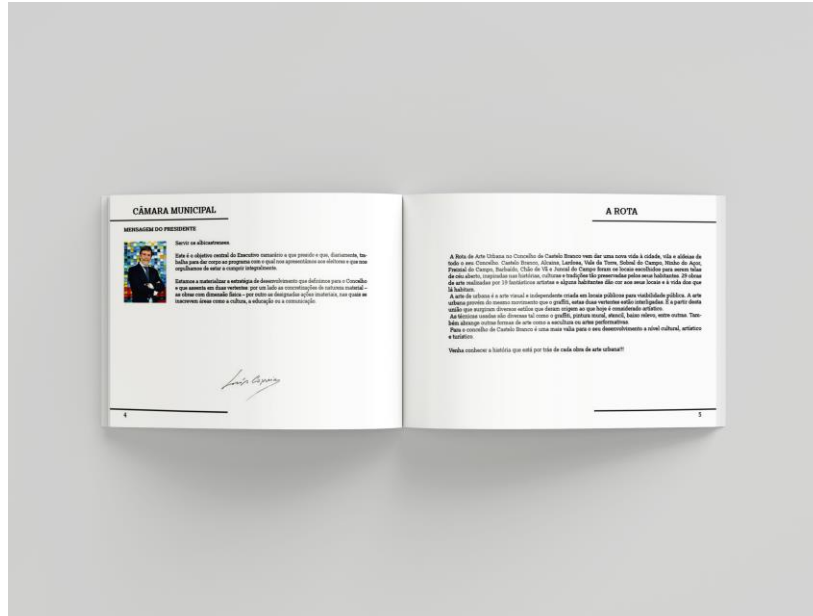 CÂMARA MUNICIPAL
MENSAGEM DO PRESIDENTE
Servir os albicastrenses.
Este é o objetivo central do Executivo camarário a que presido e que, diariamente, tra-
balha para dar corpo ao programa com o qual nos apresentámos aos eleitores e que nos
orgulhamos de estar a cumprir integralmente.
Estamos a materializar a estratégia de desenvolvimento que definimos para o Concelho
e que assenta em duas vertentes: por um lado as concretizações de natureza material –
as obras com dimensão física – por outro as designadas ações imateriais, nas quais se
inscrevem áreas como a cultura, a educação ou a comunicação.
4
A ROTA
A Rota de Arte Urbana no Concelho de Castelo Branco vem dar uma nova vida à cidade, vila e aldeias de
todo o seu Concelho. Castelo Branco, Alcains, Lardosa, Vale da Torre, Sobral do Campo, Ninho do Açor,
Freixial do Campo, Barbaído, Chão de Vã e Juncal do Campo foram os locais escolhidos para serem telas
de céu aberto, inspiradas nas histórias, culturas e tradições tão preservadas pelos seus habitantes. 29 obras
de arte realizadas por 19 fantásticos artistas e alguns habitantes dão cor aos seus locais e à vida dos que
lá habitam.
A arte de urbana é a arte visual e independente criada em locais públicos para visibilidade pública. A arte
urbana provém do mesmo movimento que o graffiti, estas duas vertentes estão interligadas. É a partir desta
união que surgiram diversos estilos que deram origem ao que hoje é considerado artístico.
As técnicas usadas são diversas tal como o graffiti, pintura mural, stencil, baixo relevo, entre outras. Tam-
bém abrange outras formas de arte como a escultura ou artes performativas.
Para o concelho de Castelo Branco é uma mais valia para o seu desenvolvimento a nível cultural, artístico
e turístico.
Venha conhecer a história que está por trás de cada obra de arte urbana!!!
5